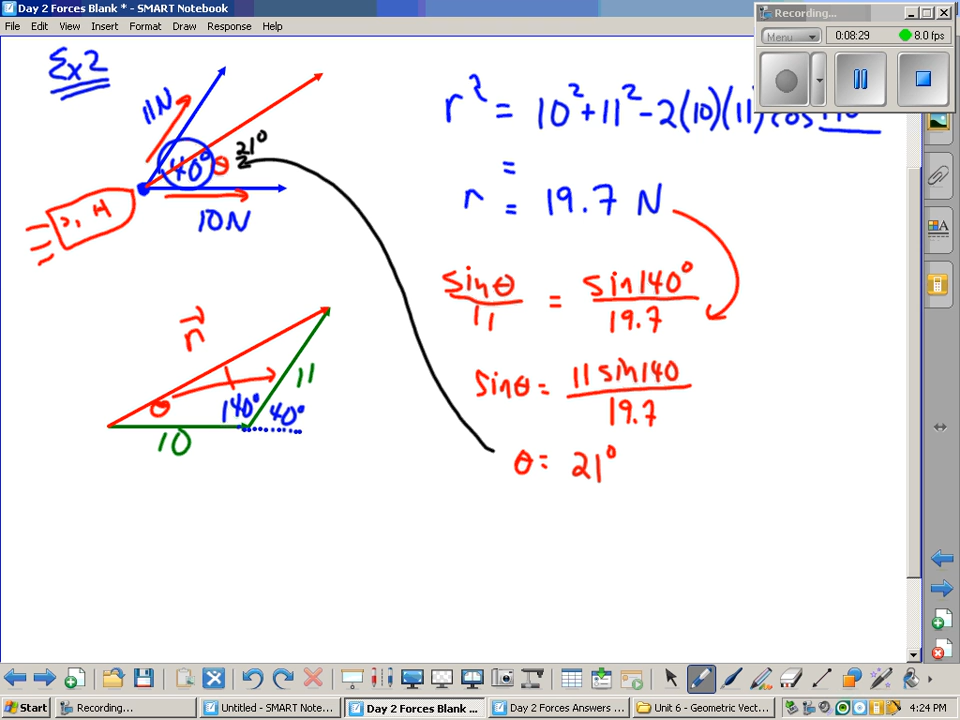 Day 2 Forces Blank * - SMART Notebook
File Edit View Insert Format Draw Response Help
Recording...
Menu
0:08:29
8.0 fps
Ex2
11N
40°
θ
21°
10N
r² = 10² + 11² - 2(10)(11) cos
=
r = 19.7 N
sinθ / 11 = sin140° / 19.7
sinθ = 11 sin140 / 19.7
θ = 21°
r
θ
140°
40°
11
10
Start
Recording...
Untitled - SMART Note...
Day 2 Forces Blank ...
Day 2 Forces Answers ...
Unit 6 - Geometric Vect...
4:24 PM